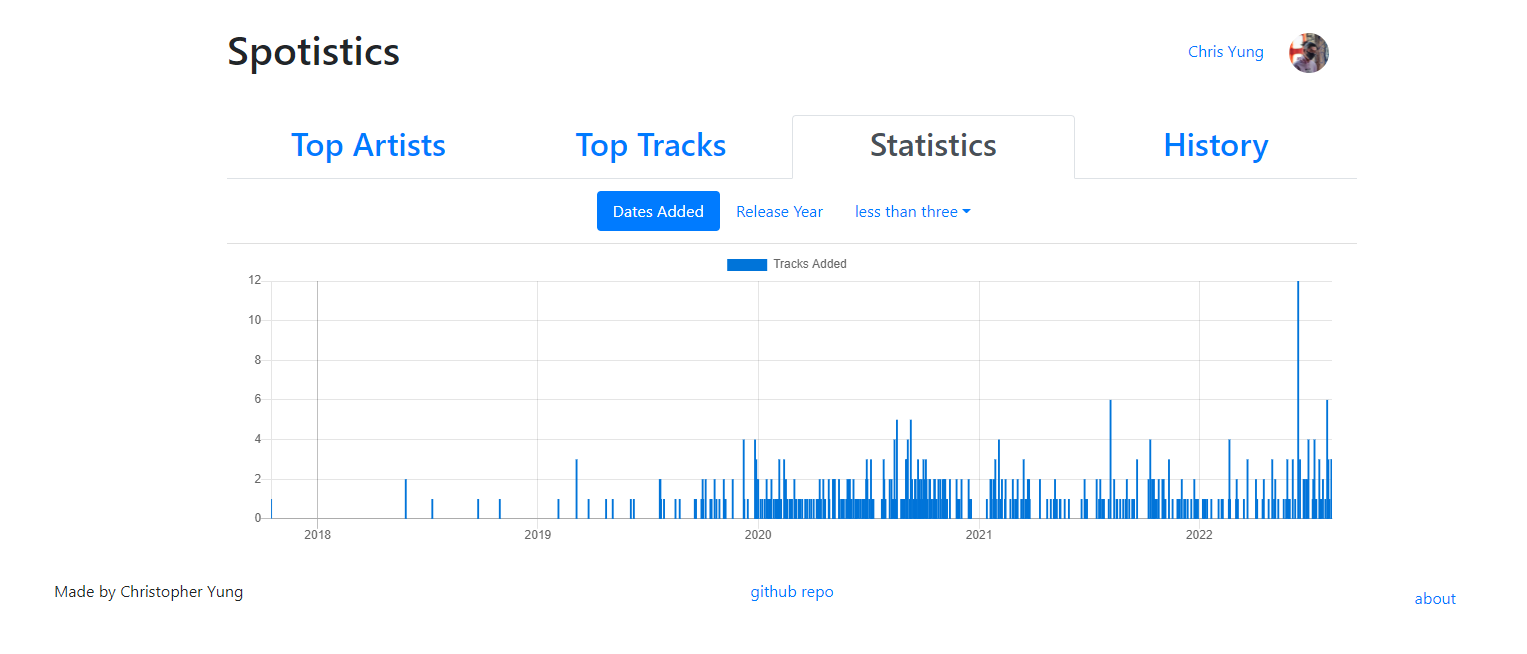 Spotistics
Chris Yung
Top Artists
Top Tracks
Statistics
History
Dates Added
Release Year
less than three
Tracks Added
12
10
8
6
4
2
0
2018
2019
2020
2021
2022
Made by Christopher Yung
github repo
about